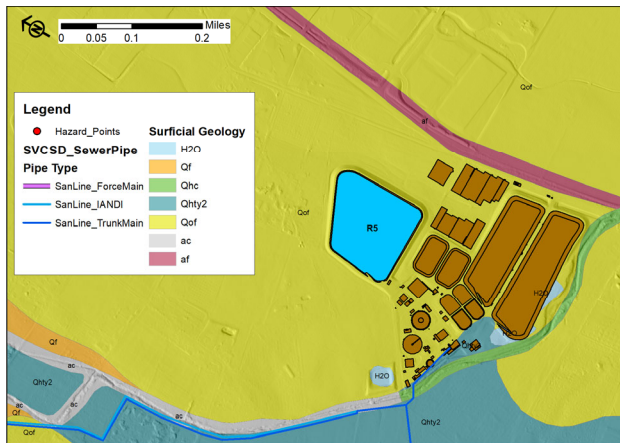 Miles
0 0.05 0.1 0.2
N
Qof
af
Legend
Hazard_Points
SVCSD_SewerPipe
Pipe Type
SanLine_ForceMain
SanLine_IANDI
SanLine_TrunkMain
Surficial Geology
H2O
Qf
Qhc
Qhty2
Qof
ac
af
Qof
R5
H2O
H2O
Qf
ac
H2O
Qhty2
ac
ac
Qf
Qof
Qhty2